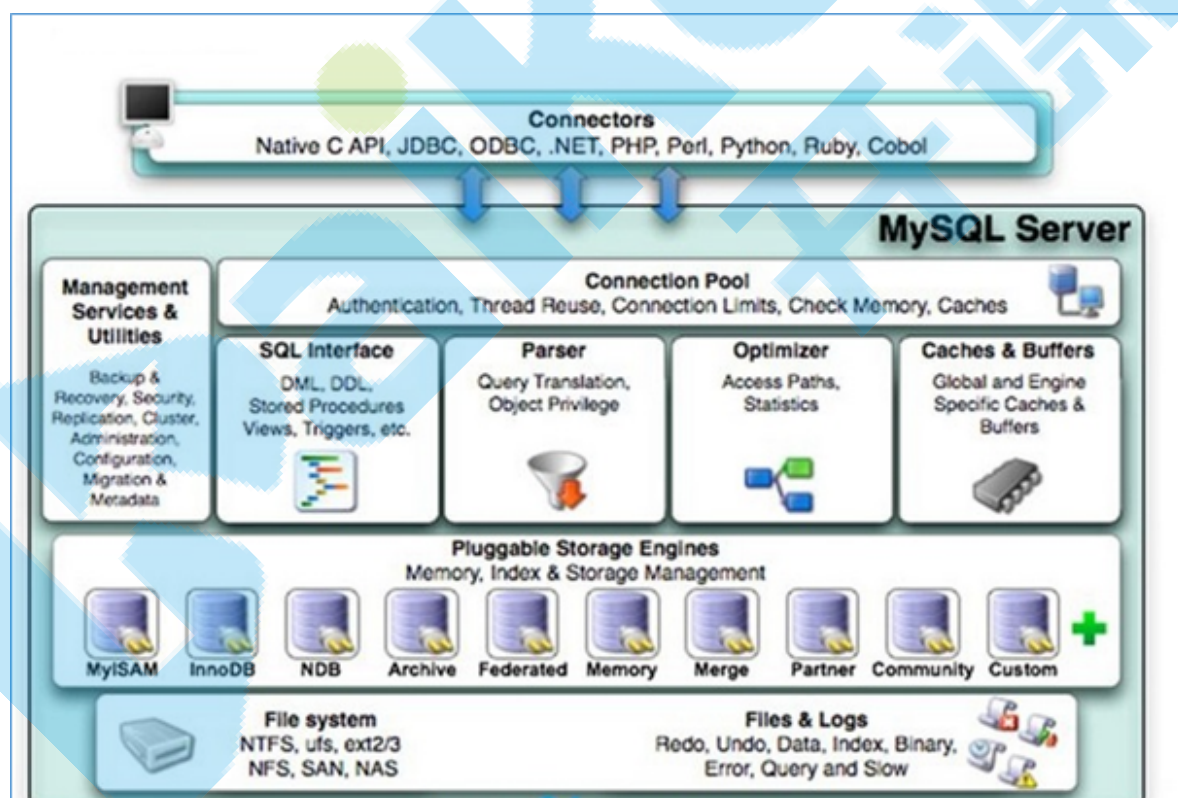 Connectors
Native C API, JDBC, ODBC, .NET, PHP, Perl, Python, Ruby, Cobol
MySQL Server
Management
Services &
Utilities
Backup &
Recovery, Security,
Replication, Cluster,
Administration,
Configuration,
Migration &
Metadata
Connection Pool
Authentication, Thread Reuse, Connection Limits, Check Memory, Caches
SQL Interface
DML, DDL,
Stored Procedures
Views, Triggers, etc.
Parser
Query Translation,
Object Privilege
Optimizer
Access Paths,
Statistics
Caches & Buffers
Global and Engine
Specific Caches &
Buffers
Pluggable Storage Engines
Memory, Index & Storage Management
MyISAM
InnoDB
NDB
Archive
Federated
Memory
Merge
Partner
Community
Custom
File system
NTFS, ufs, ext2/3
NFS, SAN, NAS
Files & Logs
Redo, Undo, Data, Index, Binary,
Error, Query and Slow